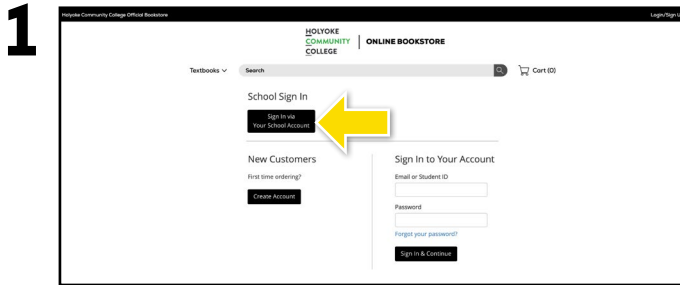 1
Holyoke Community College Official Bookstore
Login/Sign U
HOLYOKE
COMMUNITY
COLLEGE
ONLINE BOOKSTORE
Textbooks
Search
Cart (0)
School Sign In
Sign In via
Your School Account
New Customers
First time ordering?
Create Account
Sign In to Your Account
Email or Student ID
Password
Forgot your password?
Sign In & Continue